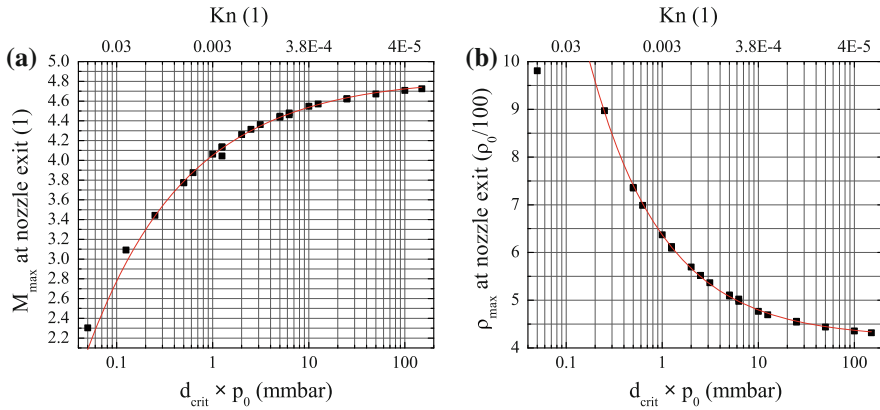 Kn (1)
0.03 0.003 3.8E-4 4E-5
(a)
5.0
4.8
4.6
4.4
4.2
4.0
3.8
3.6
3.4
3.2
3.0
2.8
2.6
2.4
2.2
M_max at nozzle exit (1)
0.1 1 10 100
d_crit × p_0 (mmbar)
Kn (1)
0.03 0.003 3.8E-4 4E-5
(b)
10
9
8
7
6
5
4
ρ_max at nozzle exit (ρ_0/100)
0.1 1 10 100
d_crit × p_0 (mmbar)